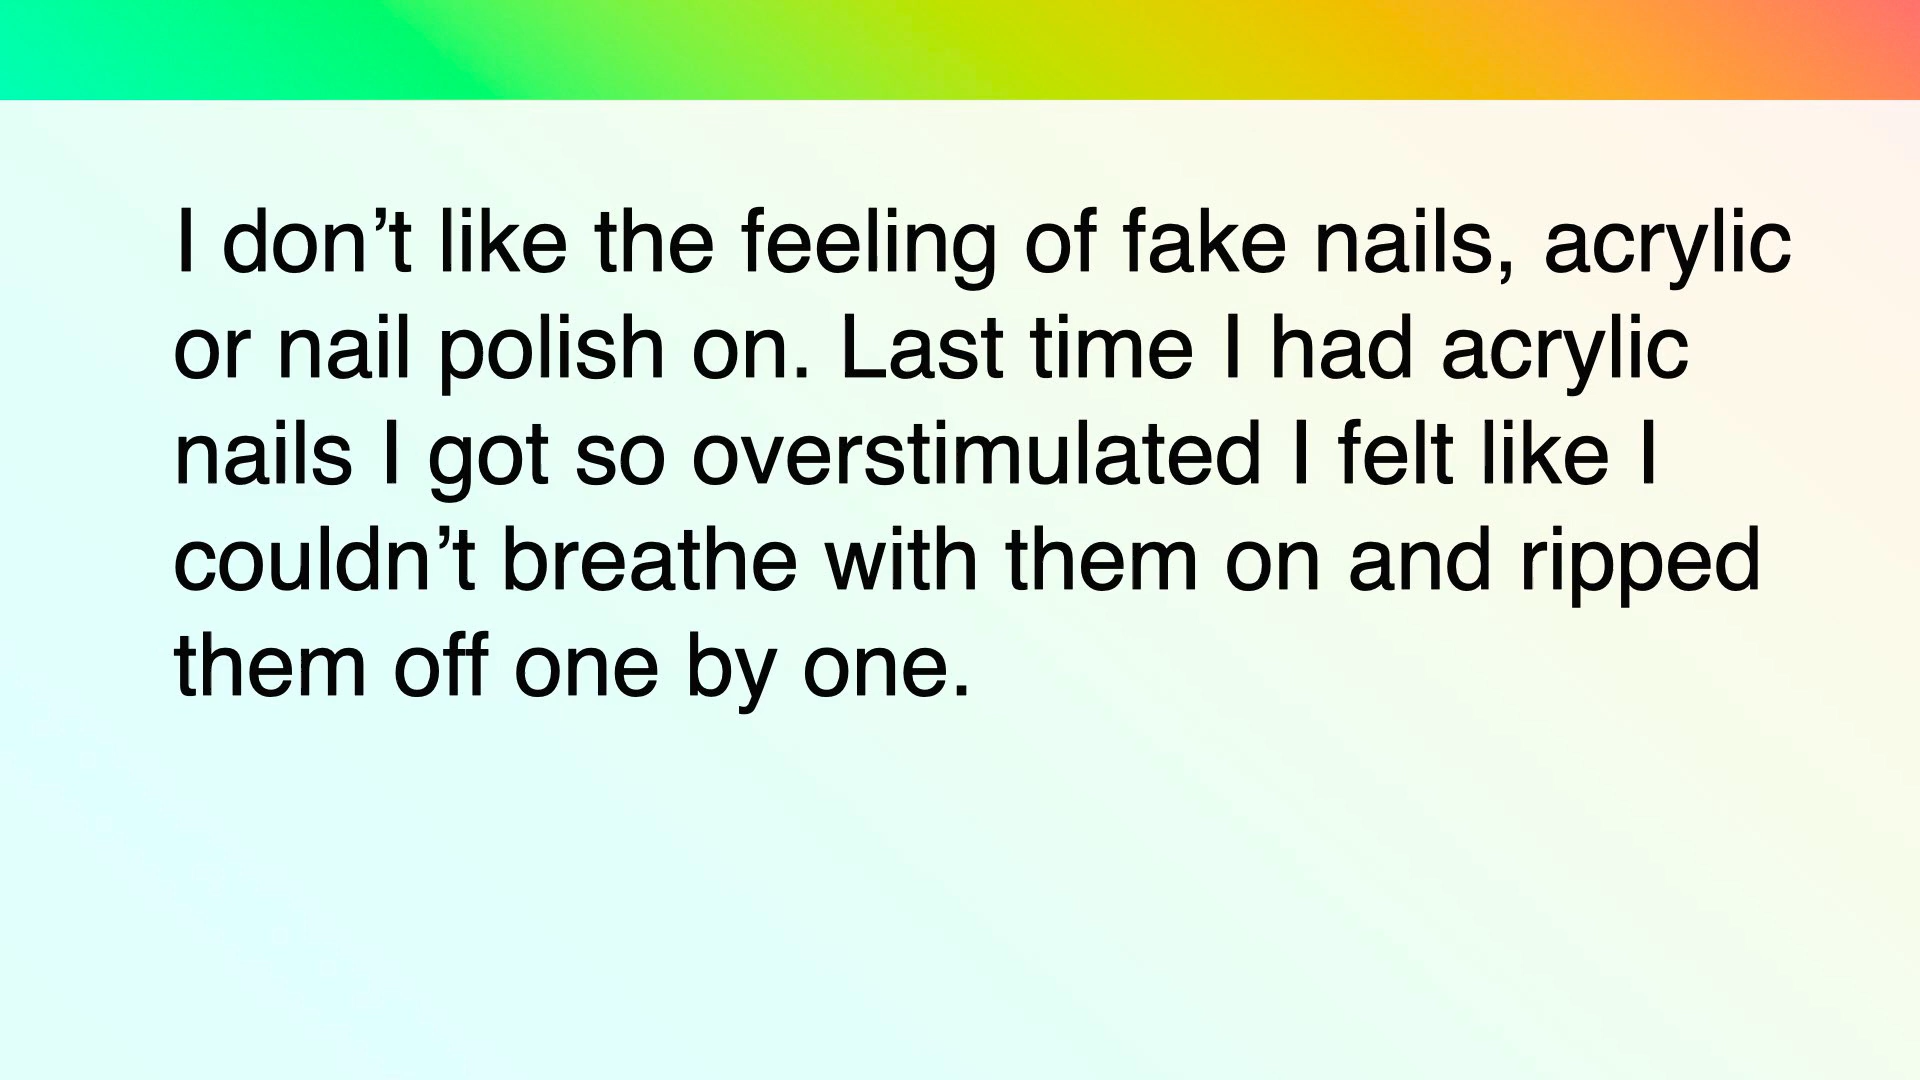 I don’t like the feeling of fake nails, acrylic
or nail polish on. Last time I had acrylic
nails I got so overstimulated I felt like I
couldn’t breathe with them on and ripped
them off one by one.